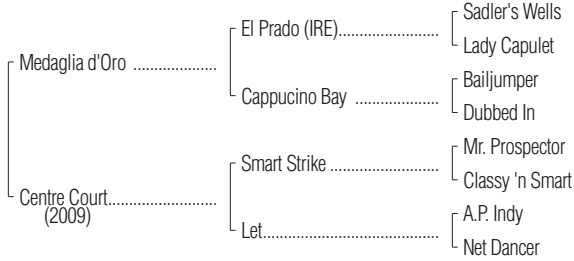 Sadler's Wells
El Prado (IRE)....................
Lady Capulet
Medaglia d'Oro .................
Bailjumper
Cappucino Bay .................
Dubbed In
Mr. Prospector
Smart Strike ......................
Classy 'n Smart
Centre Court......................
(2009)
A.P. Indy
Let....................................
Net Dancer